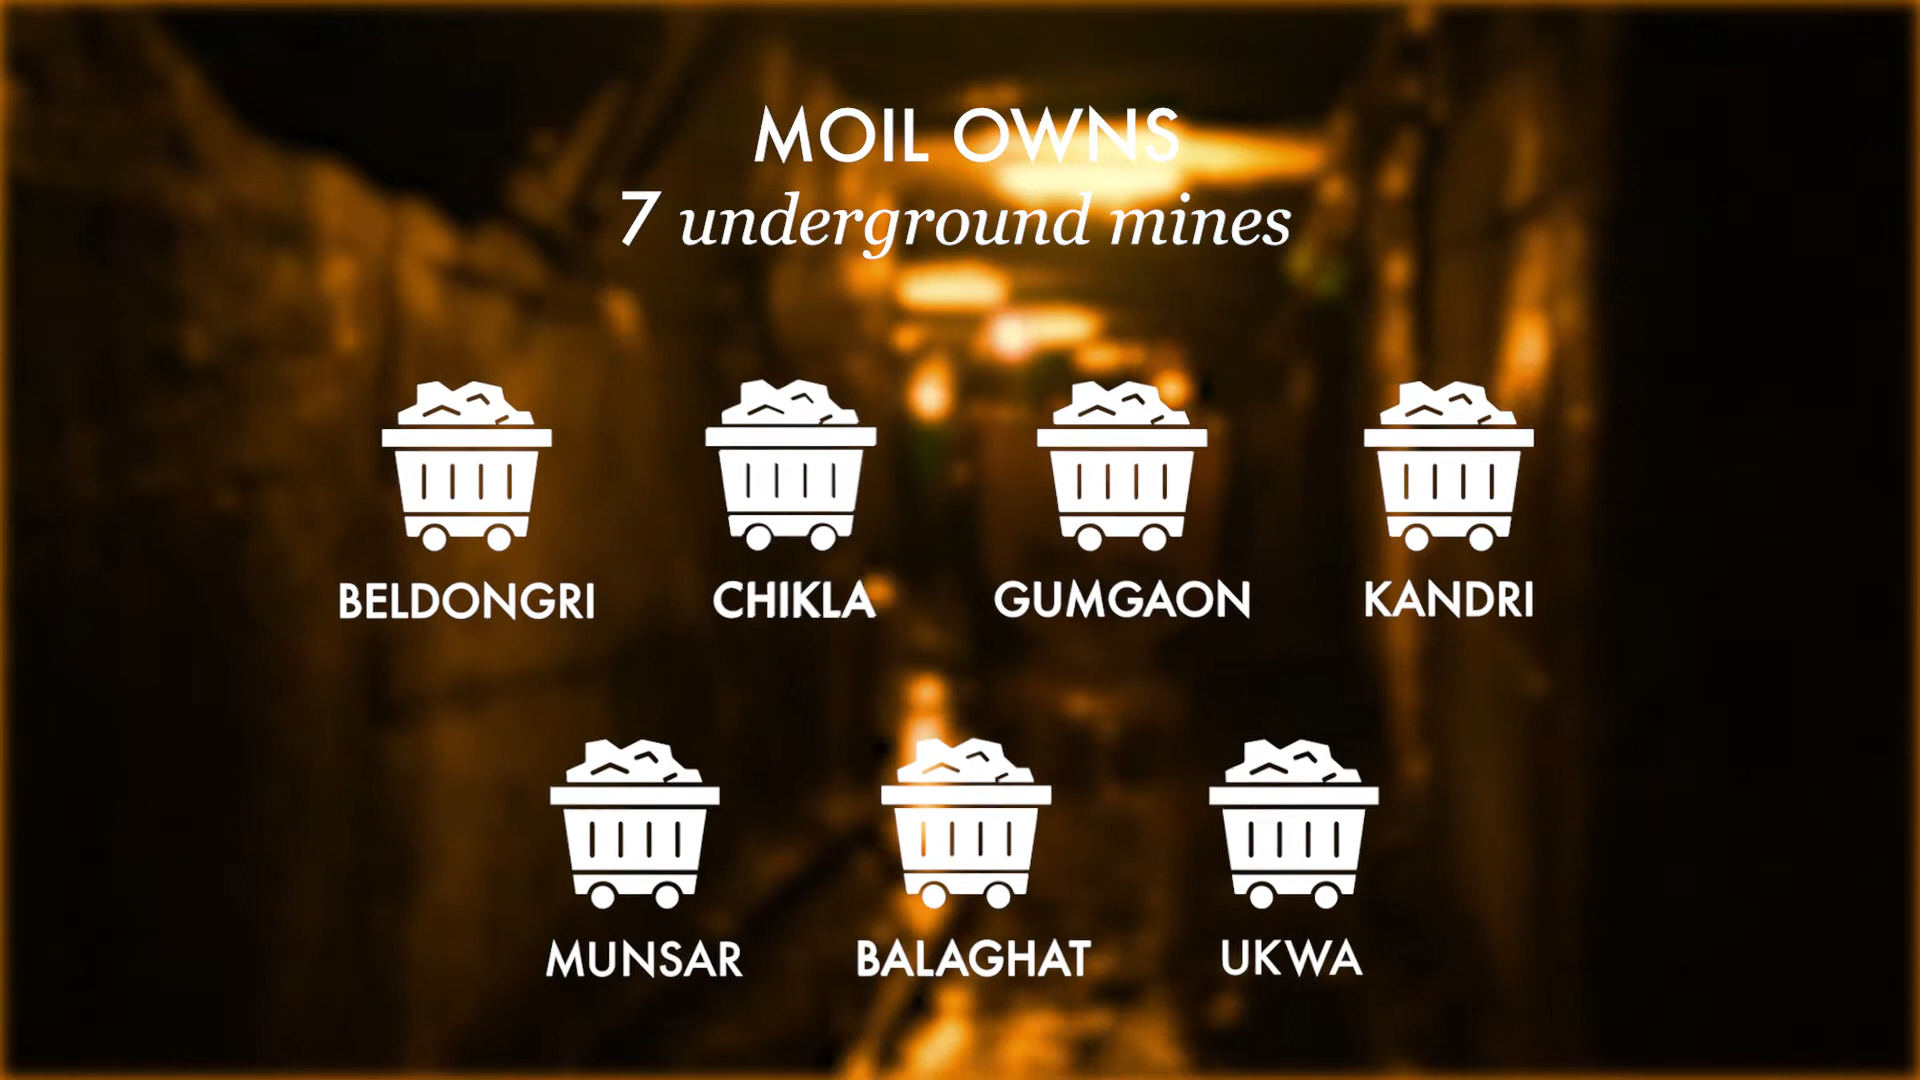 MOIL OWNS
7 underground mines
BELDONGRI
CHIKLA
GUMGAON
KANDRI
MUNSAR
BALAGHAT
UKWA